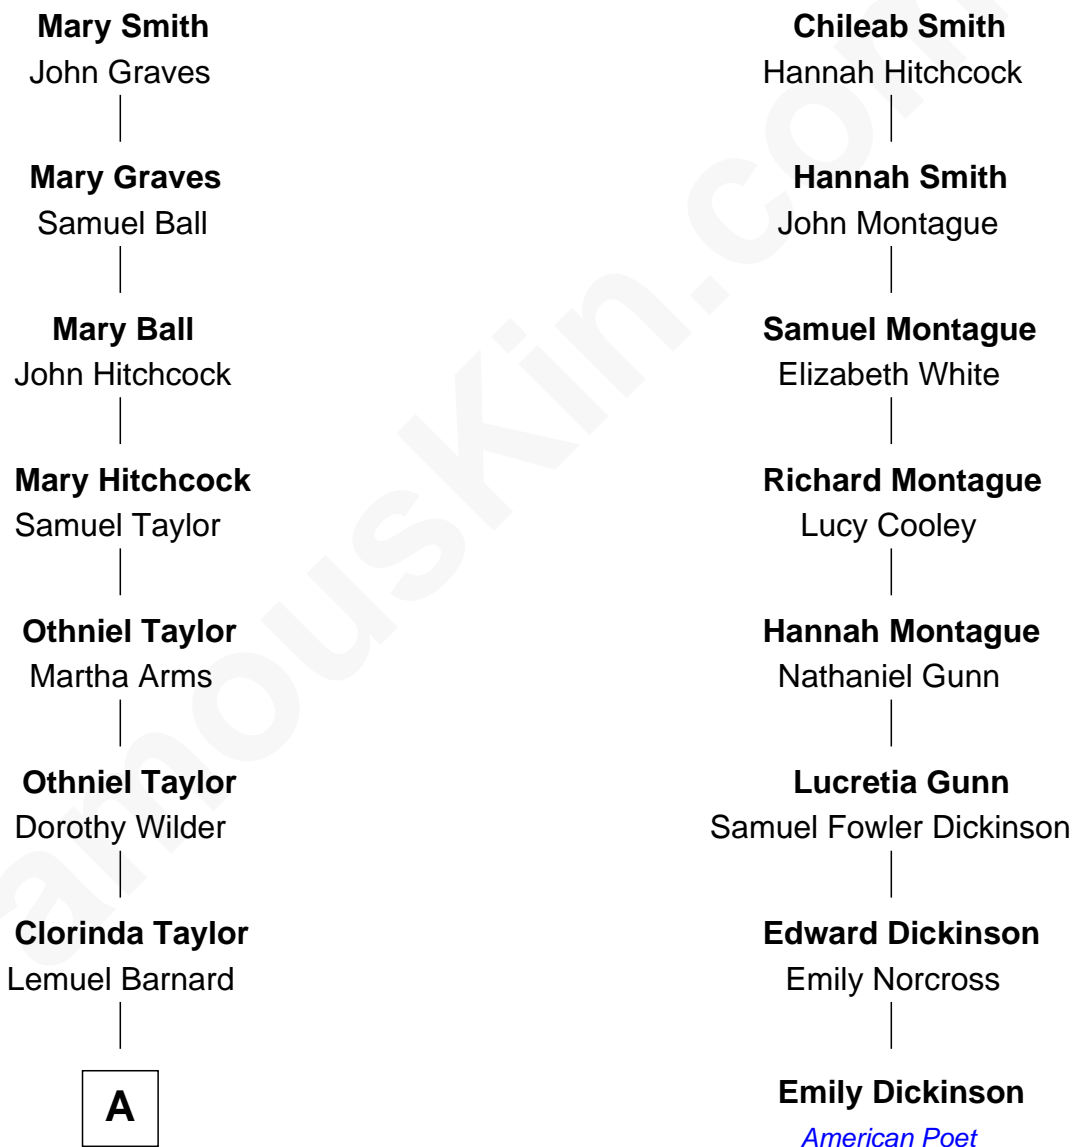 Mary Smith
John Graves
Mary Graves
Samuel Ball
Mary Ball
John Hitchcock
Mary Hitchcock
Samuel Taylor
Othniel Taylor
Martha Arms
Othniel Taylor
Dorothy Wilder
Clorinda Taylor
Lemuel Barnard
A
Chileab Smith
Hannah Hitchcock
Hannah Smith
John Montague
Samuel Montague
Elizabeth White
Richard Montague
Lucy Cooley
Hannah Montague
Nathaniel Gunn
Lucretia Gunn
Samuel Fowler Dickinson
Edward Dickinson
Emily Norcross
Emily Dickinson
American Poet
amousKin.com